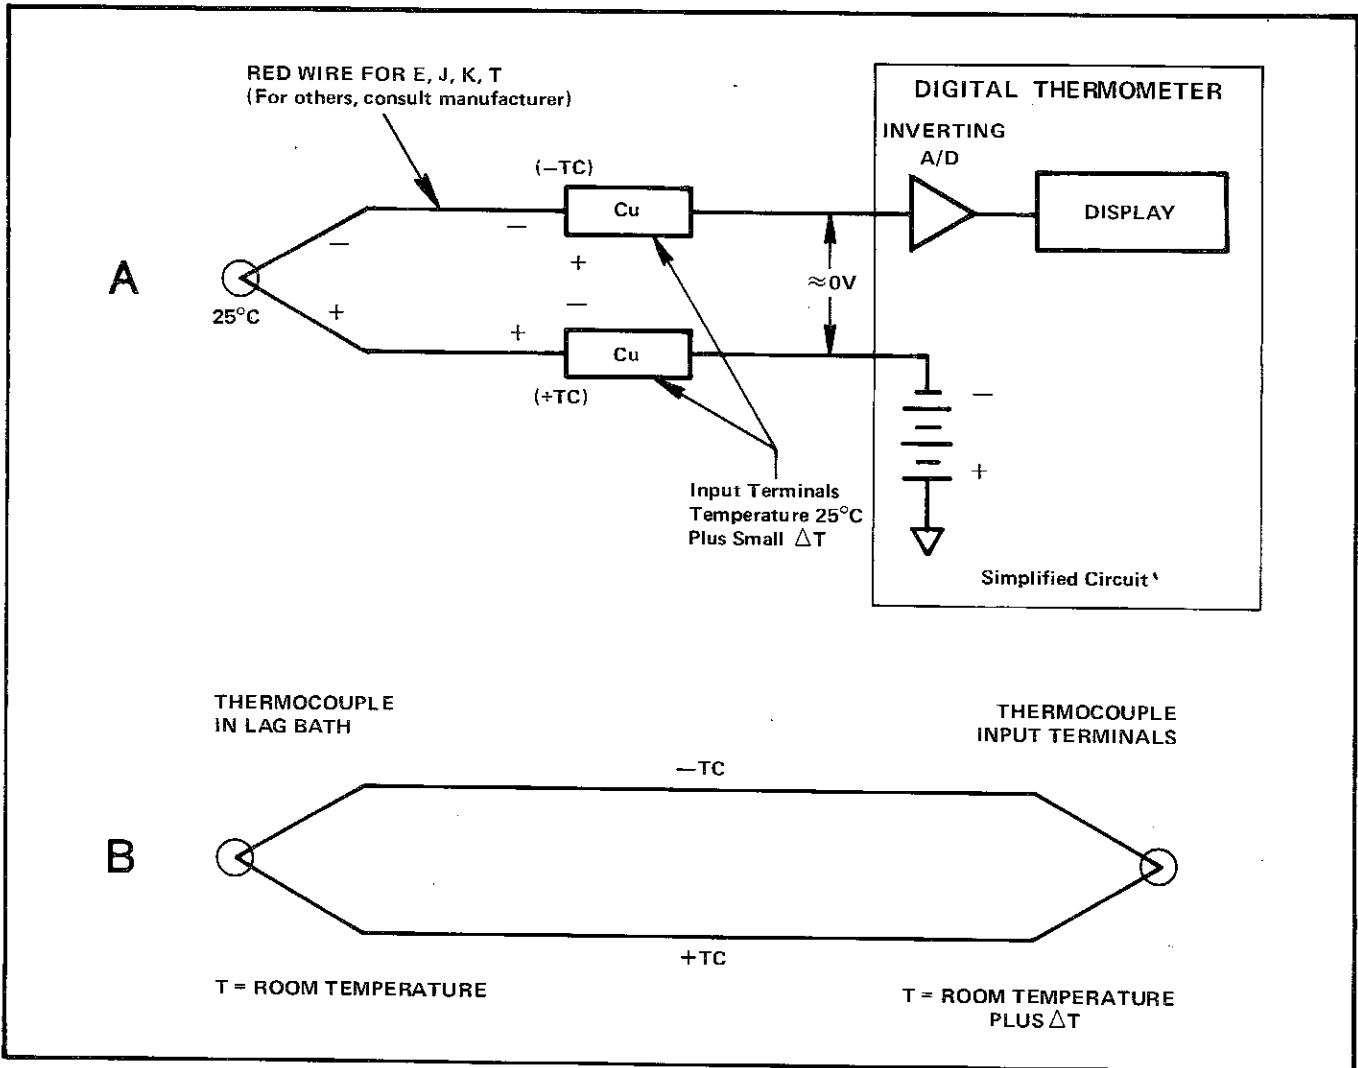 RED WIRE FOR E, J, K, T
(For others, consult manufacturer)
DIGITAL THERMOMETER
INVERTING
A/D
(−TC)
Cu
DISPLAY
−
−
+
A
≈0V
25°C
+
−
+
Cu
(+TC)
−
+
Input Terminals
Temperature 25°C
Plus Small △T
Simplified Circuit
THERMOCOUPLE
IN LAG BATH
THERMOCOUPLE
INPUT TERMINALS
−TC
B
+TC
T = ROOM TEMPERATURE
T = ROOM TEMPERATURE
PLUS △T